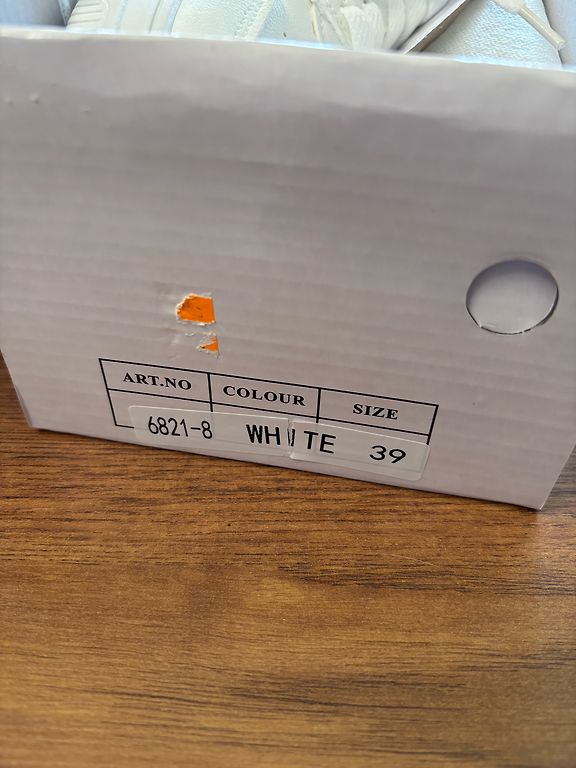 ART.NO COLOUR SIZE
6821-8 WHITE 39